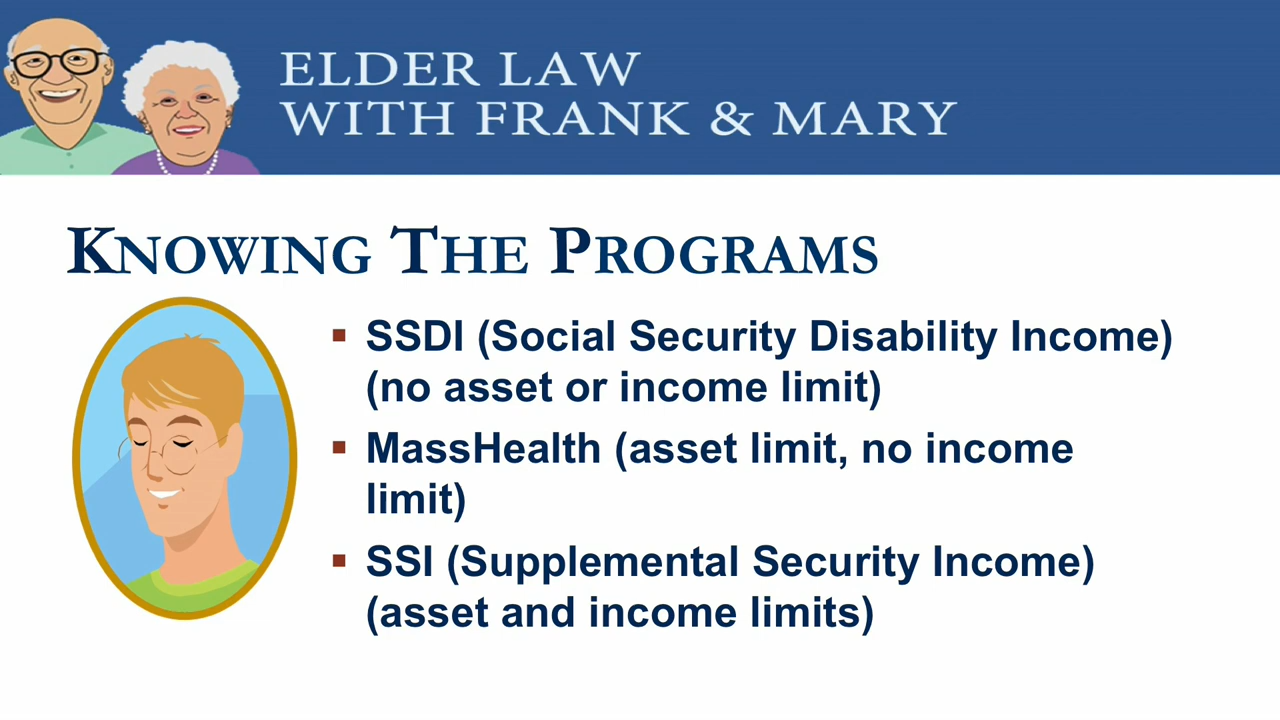 ELDER LAW
WITH FRANK & MARY
KNOWING THE PROGRAMS
▪ SSDI (Social Security Disability Income)
(no asset or income limit)
▪ MassHealth (asset limit, no income
limit)
▪ SSI (Supplemental Security Income)
(asset and income limits)